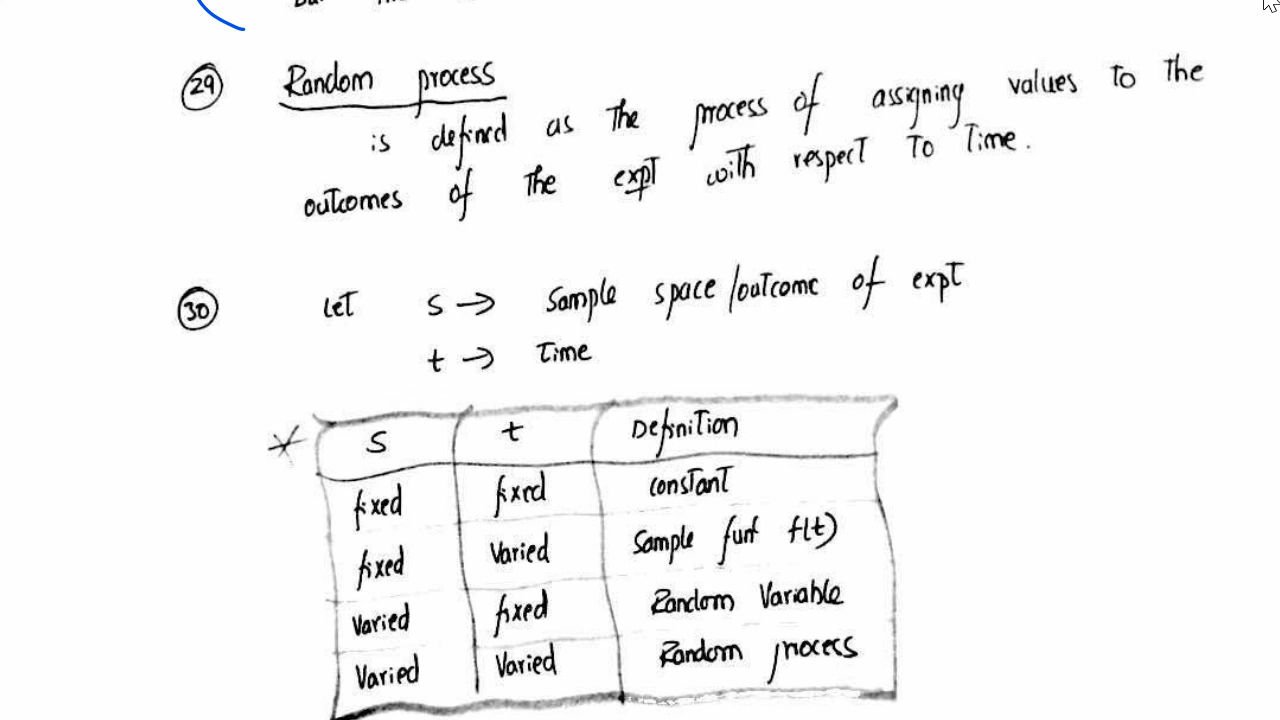 29 Random process
is defined as the process of assigning values to the
outcomes of the expt with respect to Time.
30 Let S → Sample space/outcome of expt
t → Time
S t Definition
fixed fixed constant
fixed Varied Sample f(t)
Varied fixed Random Variable
Varied Varied Random process